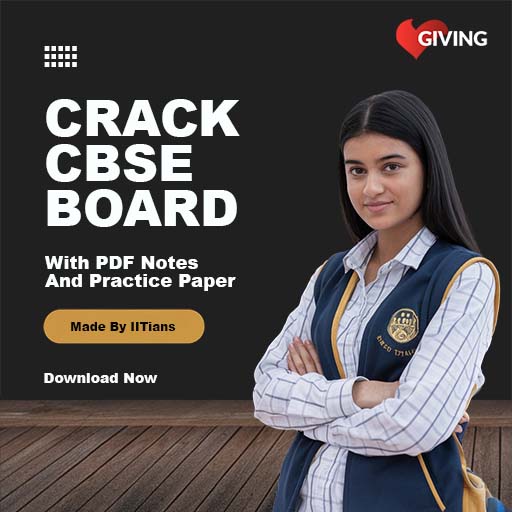 GIVING
CRACK
CBSE
BOARD
With PDF Notes
And Practice Paper
Made By IITians
Download Now